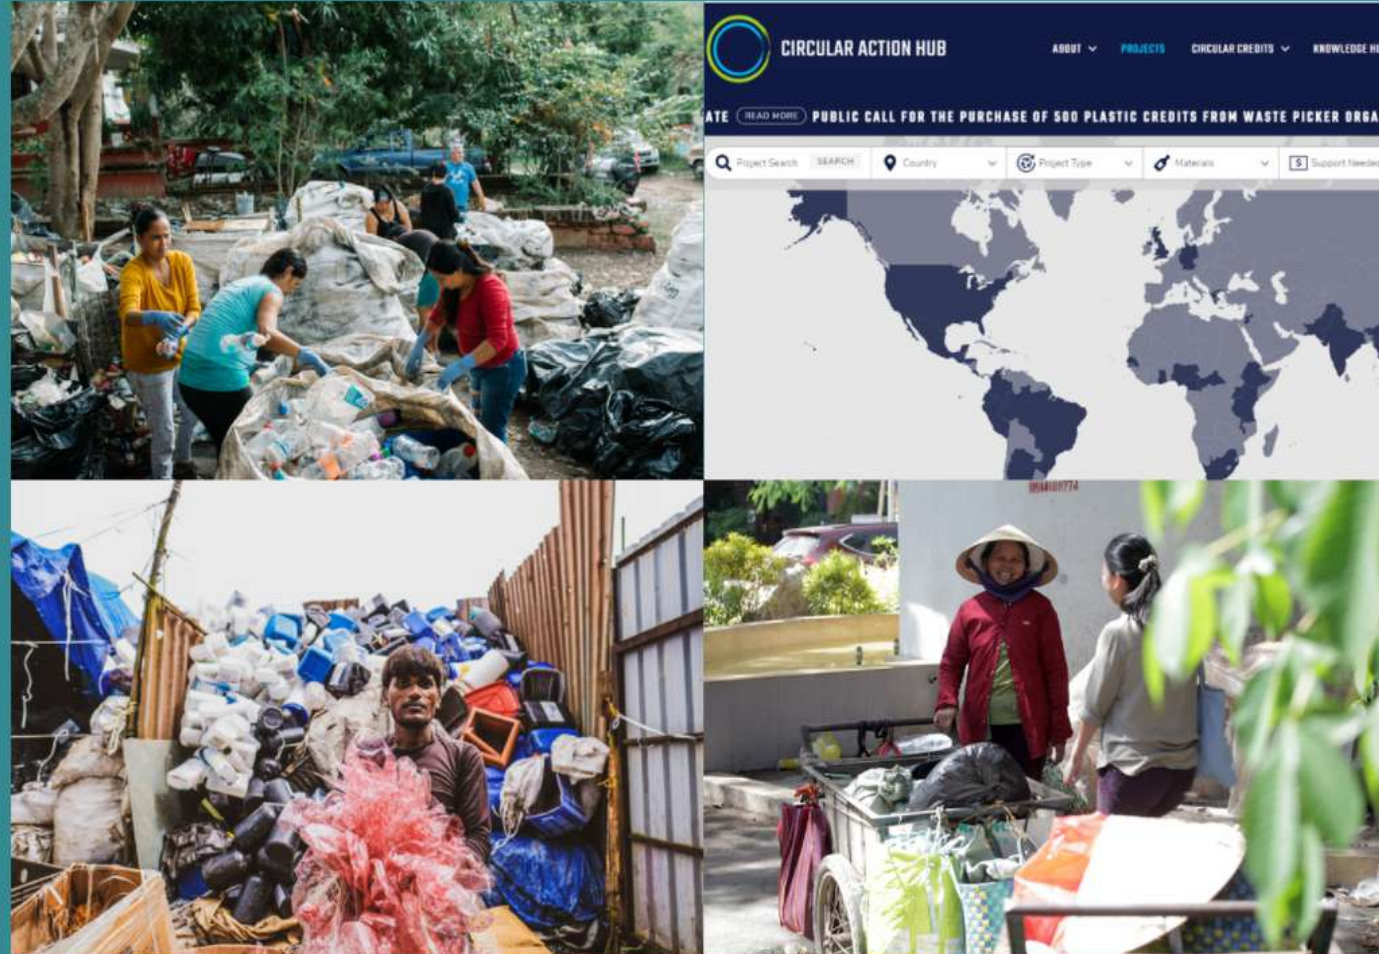 CIRCULAR ACTION HUB
ABOUT PROJECTS CIRCULAR CREDITS KNOWLEDGE HU
ATE READ MORE PUBLIC CALL FOR THE PURCHASE OF 500 PLASTIC CREDITS FROM WASTE PICKER ORGA
Project Search SEARCH Country Project Type Materials Support Needed